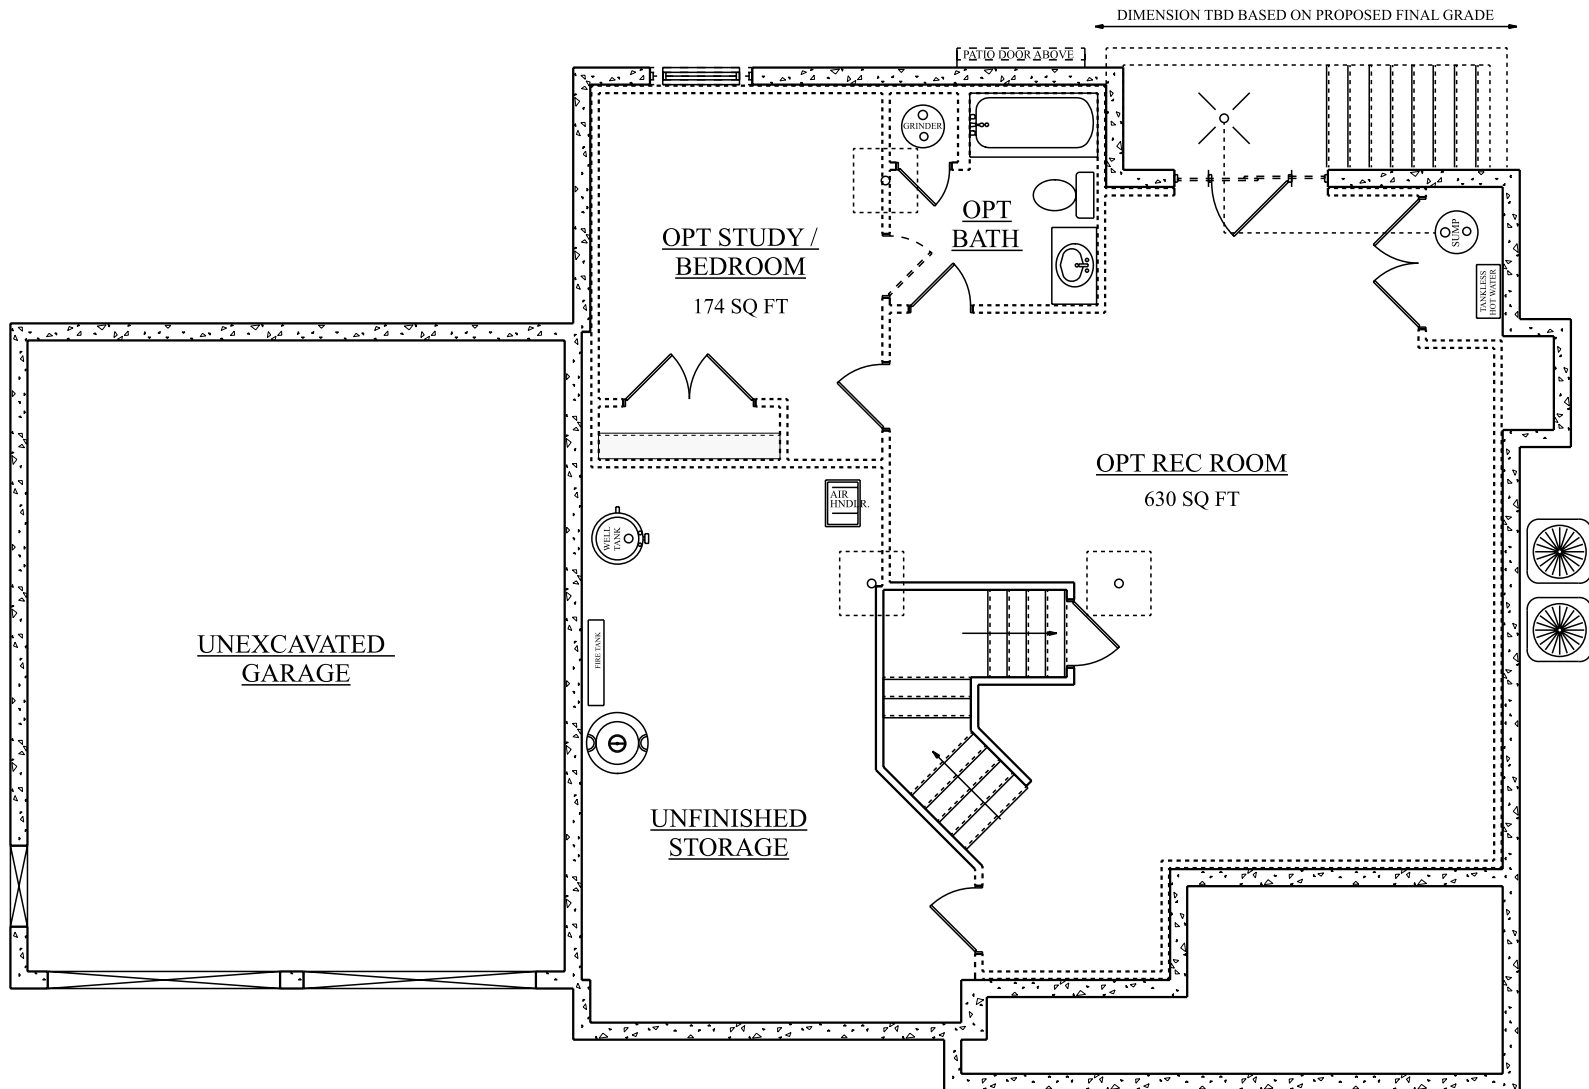 DIMENSION TBD BASED ON PROPOSED FINAL GRADE
PATIO DOOR ABOVE
GRINDER
OPT
BATH
SUMP
TANKLESS
HOT WATER
OPT STUDY /
BEDROOM
174 SQ FT
OPT REC ROOM
630 SQ FT
AIR
HNDLR.
WELL
TANK
FIRE TANK
UNEXCAVATED
GARAGE
UNFINISHED
STORAGE